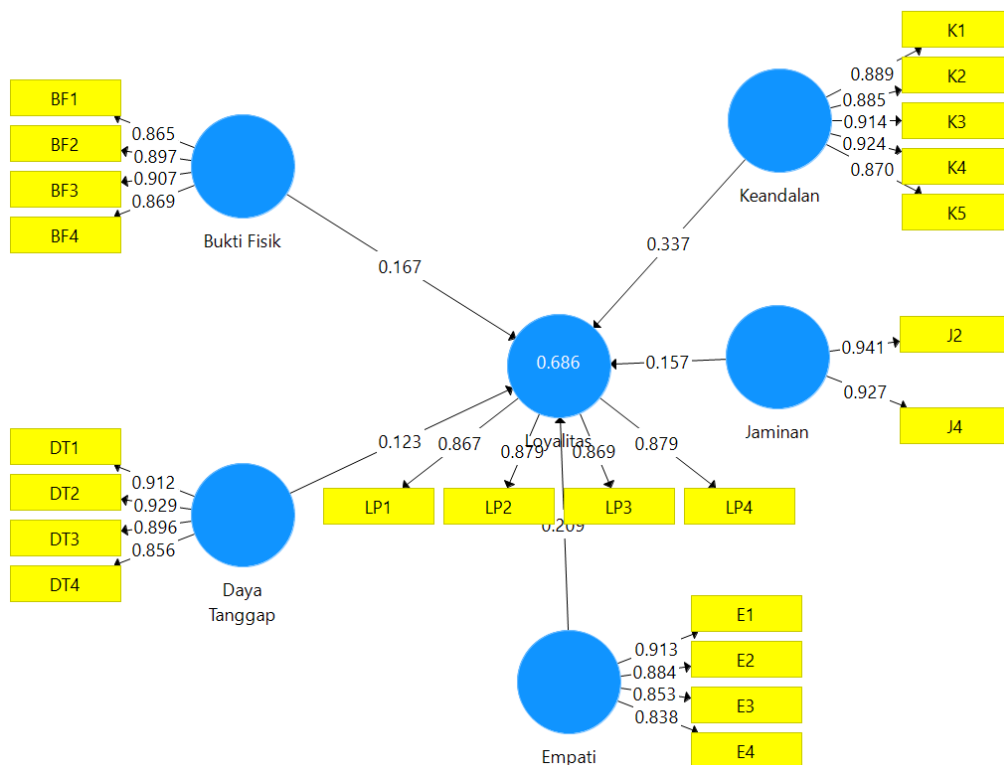 BF1
BF2
BF3
BF4
0.865
0.897
0.907
0.869
Bukti Fisik
0.167
K1
K2
K3
K4
K5
0.889
0.885
0.914
0.924
0.870
Keandalan
0.337
0.686
Loyalitas
0.157
J2
J4
0.941
0.927
Jaminan
DT1
DT2
DT3
DT4
0.912
0.929
0.896
0.856
Daya
Tanggap
0.123
0.867
0.879
0.869
0.879
LP1
LP2
LP3
LP4
0.209
E1
E2
E3
E4
0.913
0.884
0.853
0.838
Empati